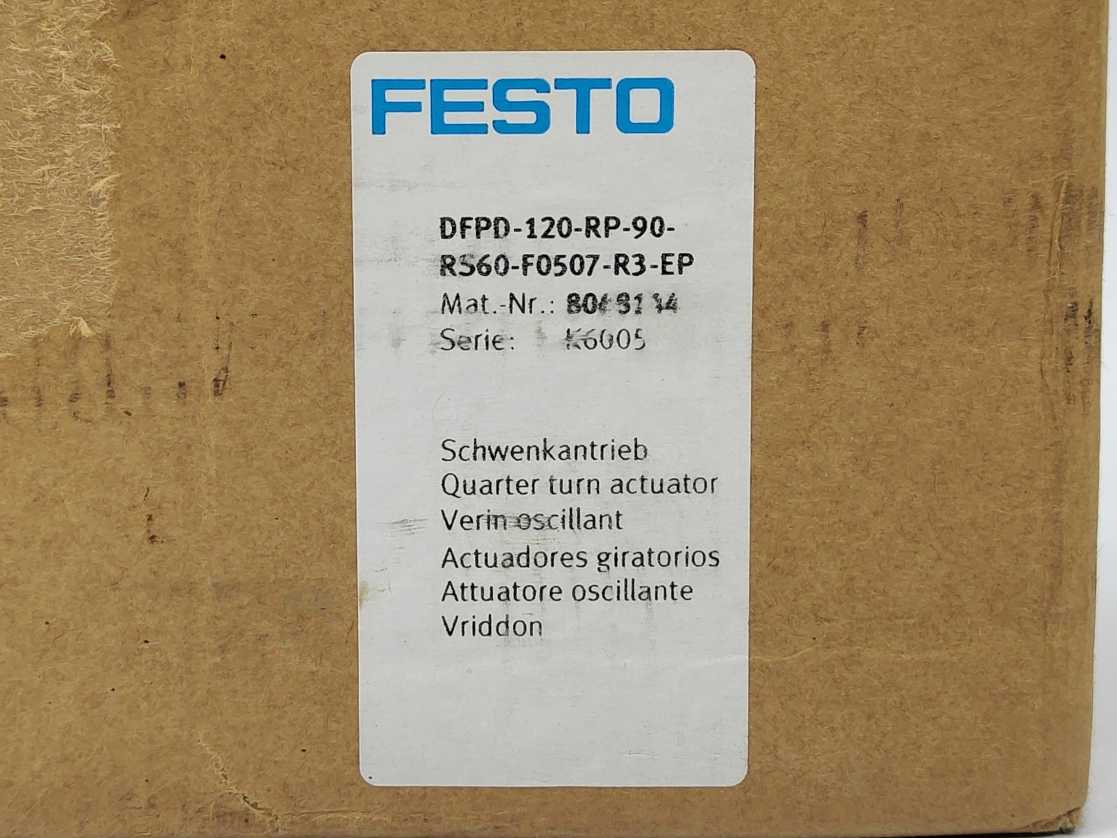 FESTO
DFPD-120-RP-90-
RS60-F0507-R3-EP
Mat.-Nr.:
Serie: K6005
Schwenkantrieb
Quarter turn actuator
Verin oscillant
Actuadores giratorios
Attuatore oscillante
Vriddon